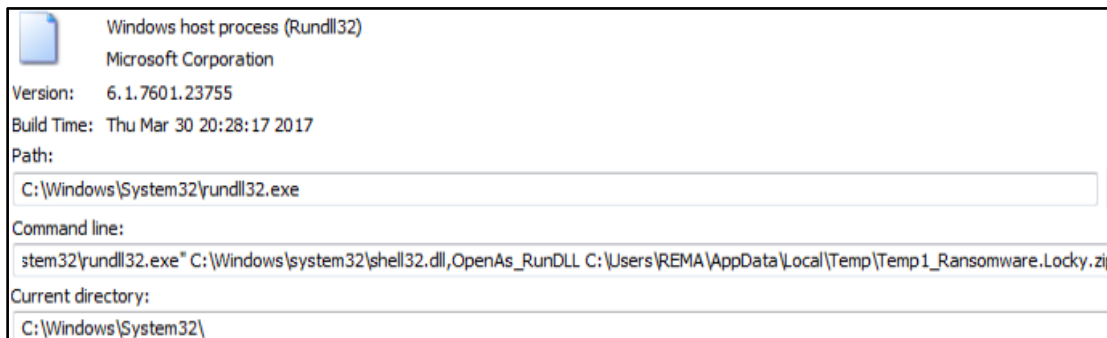 Windows host process (Rundll32)
Microsoft Corporation
Version: 6.1.7601.23755
Build Time: Thu Mar 30 20:28:17 2017
Path:
C:\Windows\System32\rundll32.exe
Command line:
stem32\rundll32.exe" C:\Windows\system32\shell32.dll,OpenAs_RunDLL C:\Users\REMA\AppData\Local\Temp\Temp1_Ransomware.Locky.zip
Current directory:
C:\Windows\System32\